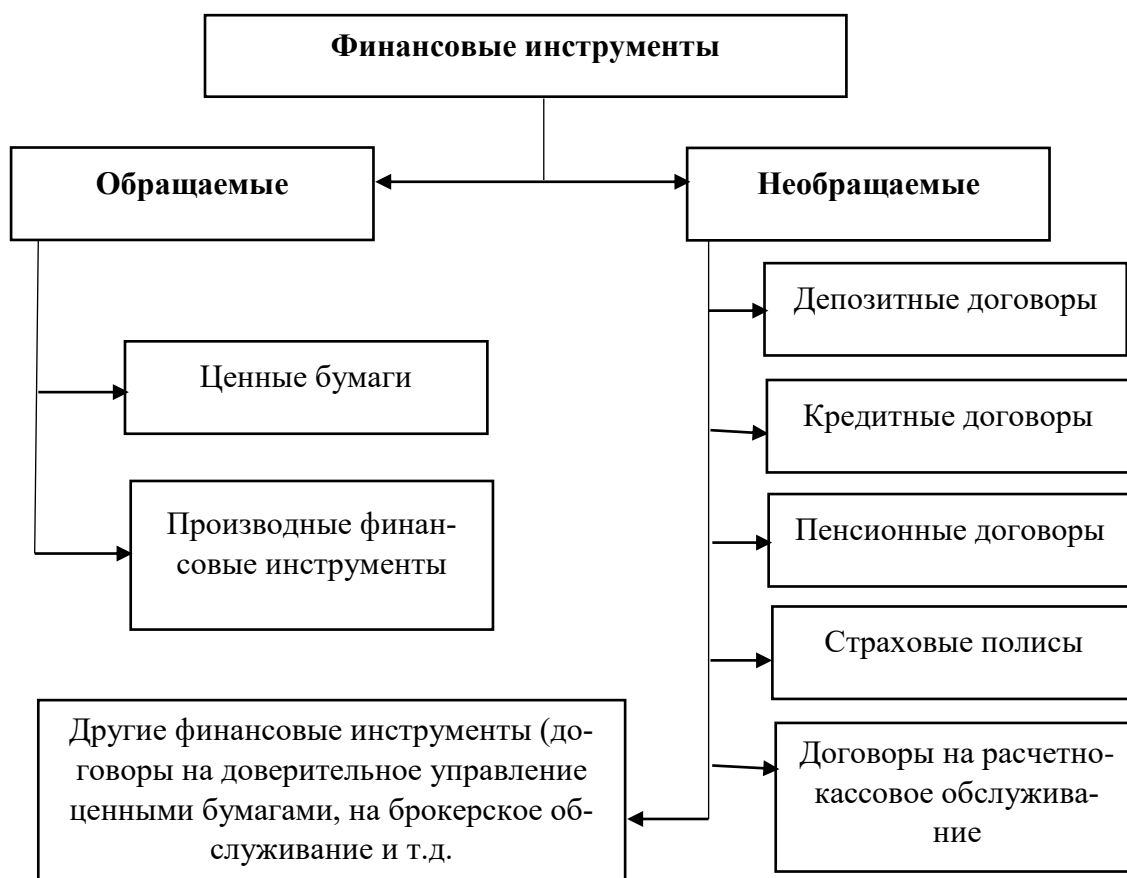 Финансовые инструменты
Обращаемые
Необращаемые
Ценные бумаги
Производные финан-
совые инструменты
Депозитные договоры
Кредитные договоры
Пенсионные договоры
Страховые полисы
Договоры на расчетно-
кассовое обслужива-
ние
Другие финансовые инструменты (до-
говоры на доверительное управление
ценными бумагами, на брокерское об-
служивание и т.д.